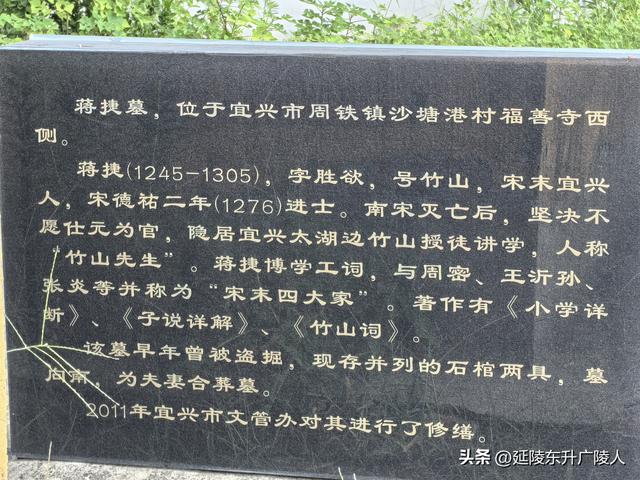 蒋捷墓，位于宜兴市周铁镇沙塘港村福善寺西
侧。
蒋捷(1245-1305)，字胜欲，号竹山，宋末宜兴
人，宋德祐二年(1276)进士。南宋灭亡后，坚决不
愿仕元为官，隐居宜兴太湖边竹山授徒讲学，人称
“竹山先生”。蒋捷博学工词，与周密、王沂孙、
张炎等并称为“宋末四大家”。著作有《小学详
断》、《子说详解》、《竹山词》。
该墓早年曾被盗掘，现存并列的石棺两具，墓
向南，为夫妻合葬墓。
2011年宜兴市文管办对其进行了修缮。
头条@延陵东升广陵人